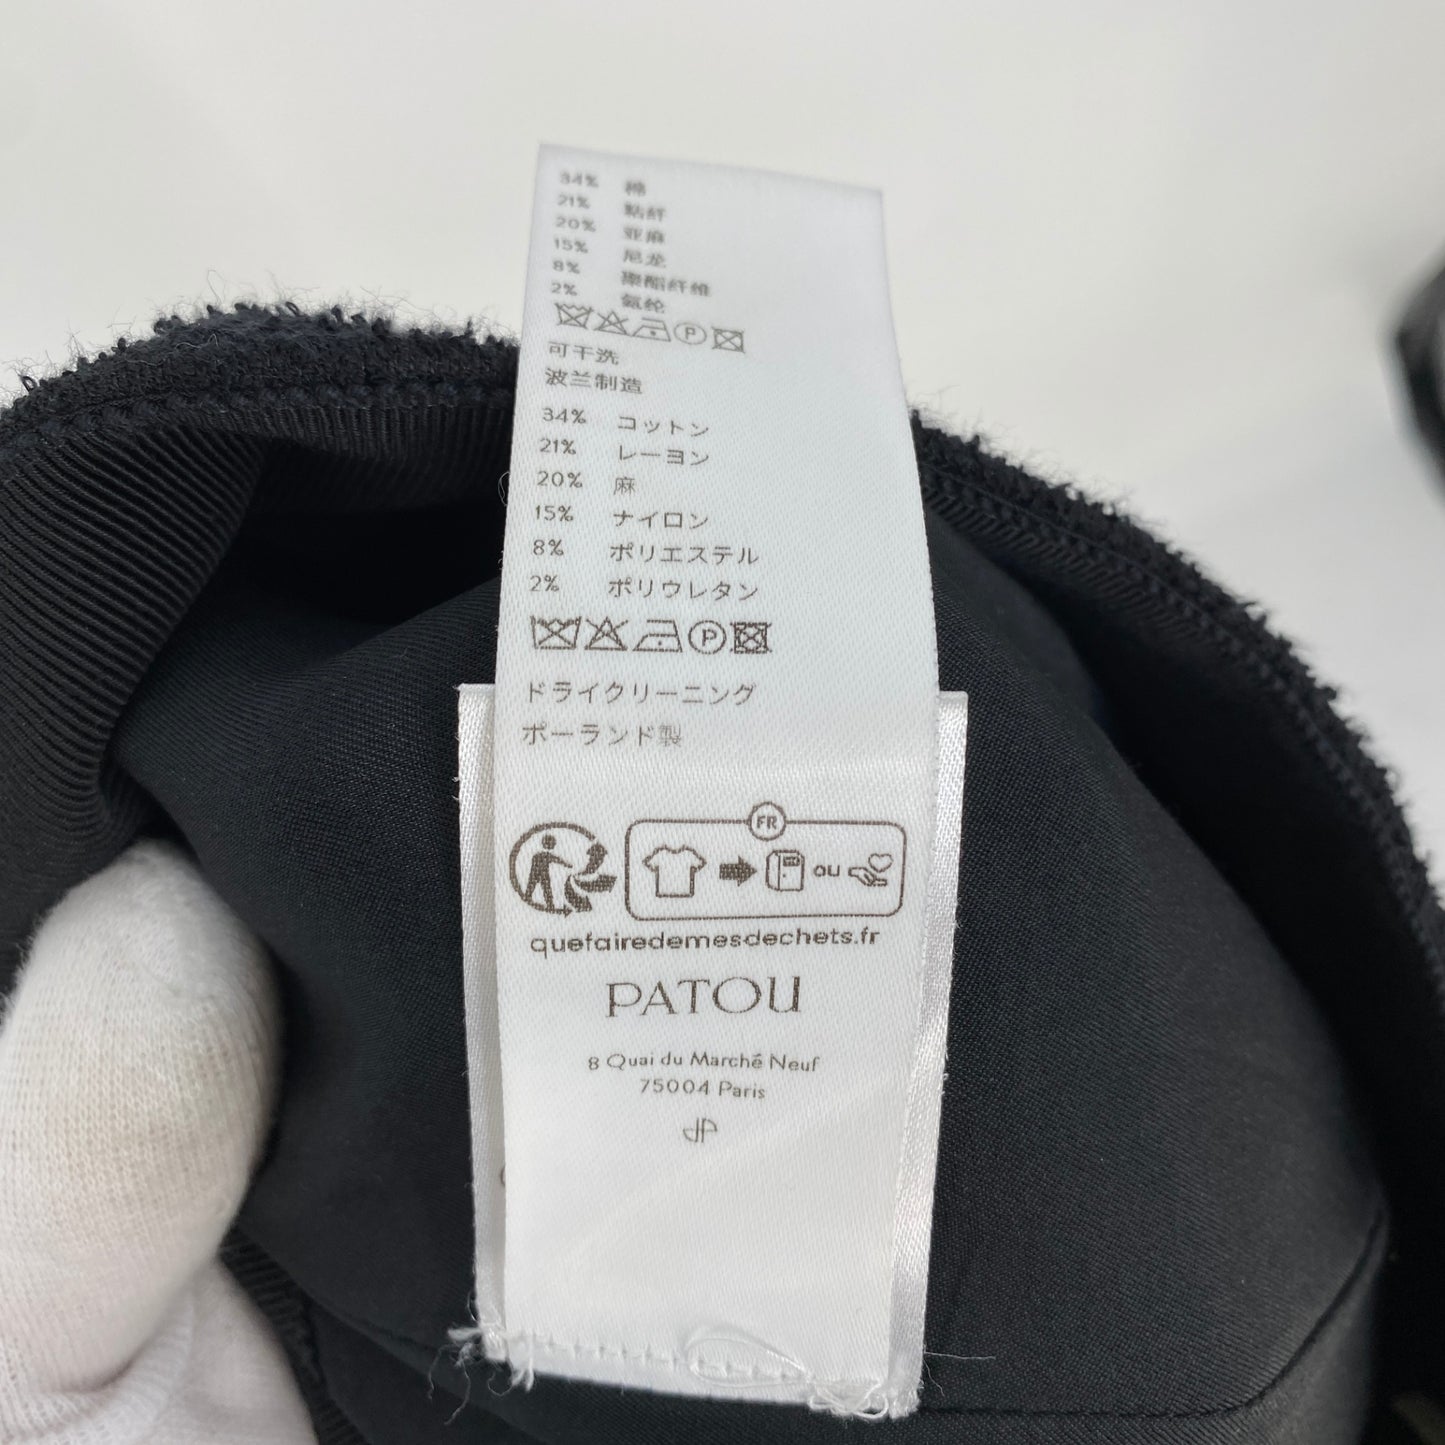 34% 棉
21% 粘纤
20% 亚麻
15% 尼龙
8% 聚酯纤维
2% 氨纶
P
可干洗
波兰制造
34% コットン
21% レーヨン
20% 麻
15% ナイロン
8% ポリエステル
2% ポリウレタン
P
ドライクリーニング
ポーランド製
FR
ou
quefairedemesdechets.fr
PATOU
8 Quai du Marché Neuf
75004 Paris
JP